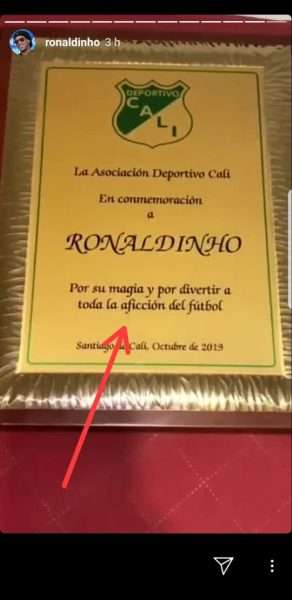 ronaldinho 3 h
DEPORTIVO
CALI
La Asociación Deportivo Cali
En conmemoración
a
RONALDINHO
Por su magia y por divertir a
toda la aficción del fútbol
Santiago de Cali, Octubre de 2019